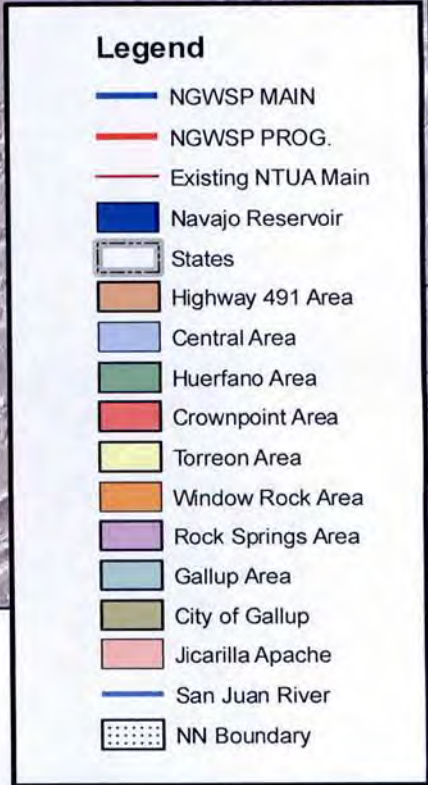 Legend
NGWSP MAIN
NGWSP PROG.
Existing NTUA Main
Navajo Reservoir
States
Highway 491 Area
Central Area
Huerfano Area
Crownpoint Area
Torreon Area
Window Rock Area
Rock Springs Area
Gallup Area
City of Gallup
Jicarilla Apache
San Juan River
NN Boundary